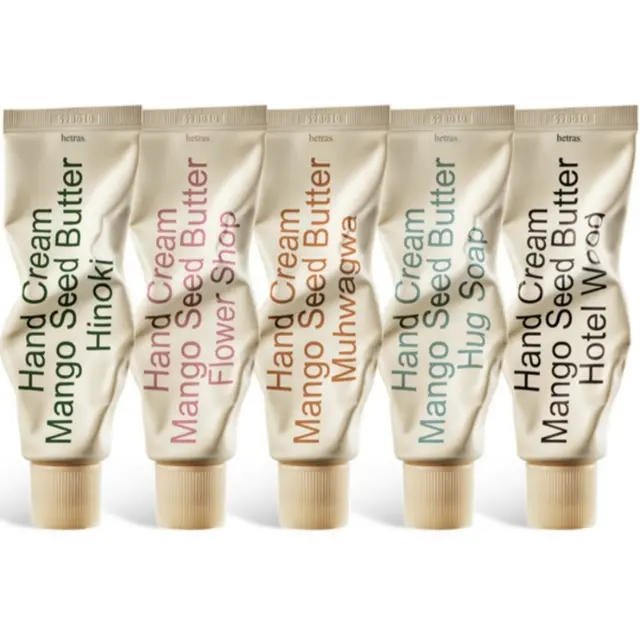 hetras.
Hand Cream
Mango Seed Butter
Hinoki
hetras.
Hand Cream
Mango Seed Butter
Flower Shop
hetras.
Hand Cream
Mango Seed Butter
Muhwagwa
hetras.
Hand Cream
Mango Seed Butter
Hug Soap
hetras.
Hand Cream
Mango Seed Butter
Hotel Wood